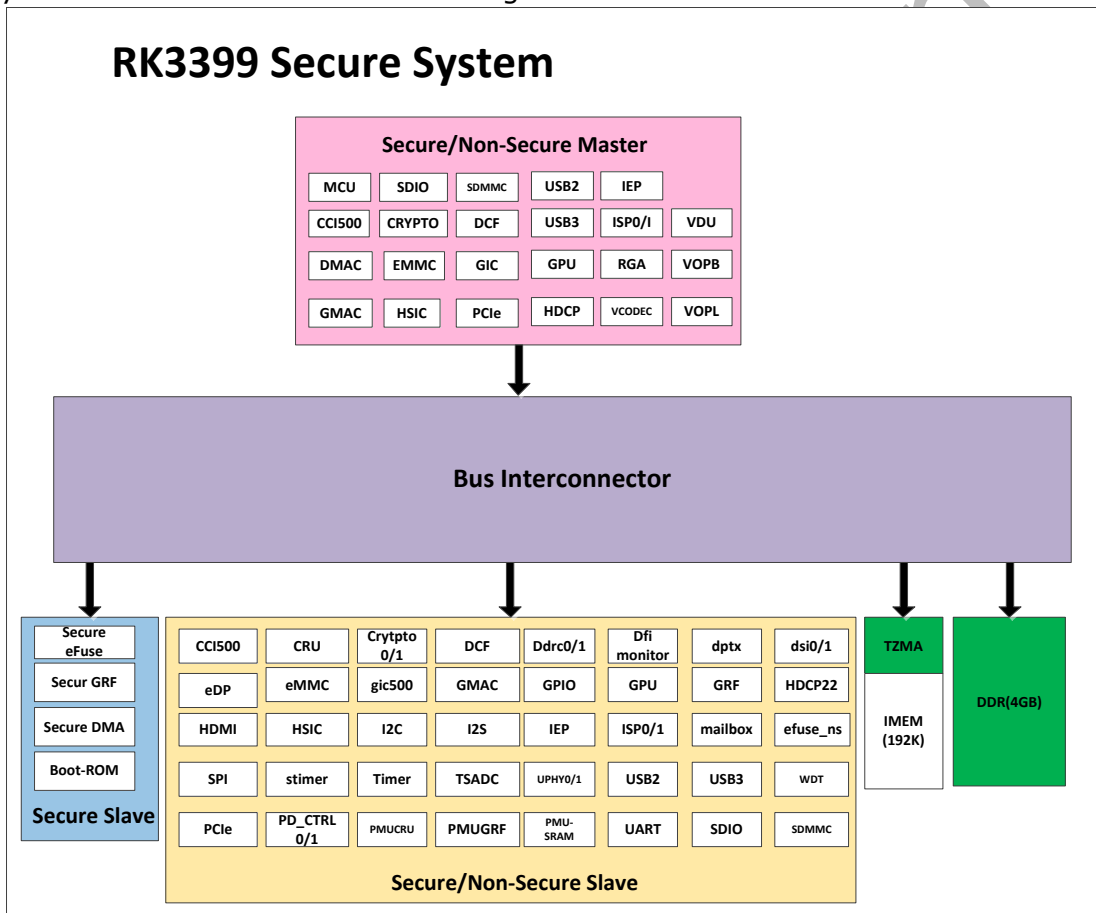 RK3399 Secure System
Secure/Non-Secure Master
MCU SDIO SDMMC USB2 IEP
CCI500 CRYPTO DCF USB3 ISP0/I VDU
DMAC EMMC GIC GPU RGA VOPB
GMAC HSIC PCIe HDCP VCODEC VOPL
Bus Interconnector
Secure
eFuse
Secur GRF
Secure DMA
Boot-ROM
Secure Slave
CCI500 CRU Crytpto DCF Ddrc0/1 Dfi dptx dsi0/1
0/1 monitor
eDP eMMC gic500 GMAC GPIO GPU GRF HDCP22
HDMI HSIC I2C I2S IEP ISP0/1 mailbox efuse_ns
SPI stimer Timer TSADC UPHY0/1 USB2 USB3 WDT
PCIe PD_CTRL PMUCRU PMUGRF PMU- UART SDIO SDMMC
0/1 SRAM
Secure/Non-Secure Slave
TZMA
IMEM
(192K)
DDR(4GB)